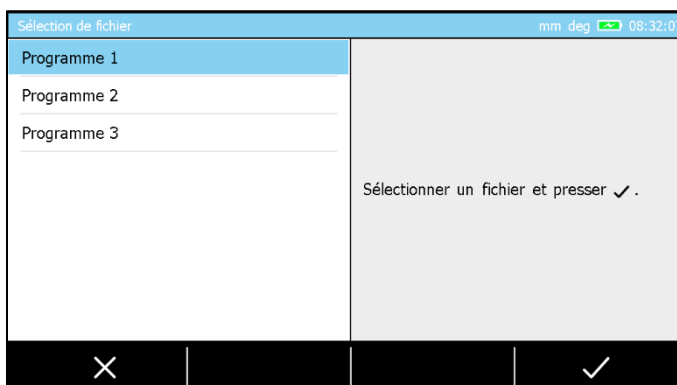 Sélection de fichier
mm deg 08:32:0
Programme 1
Programme 2
Programme 3
Sélectionner un fichier et presser ✓.